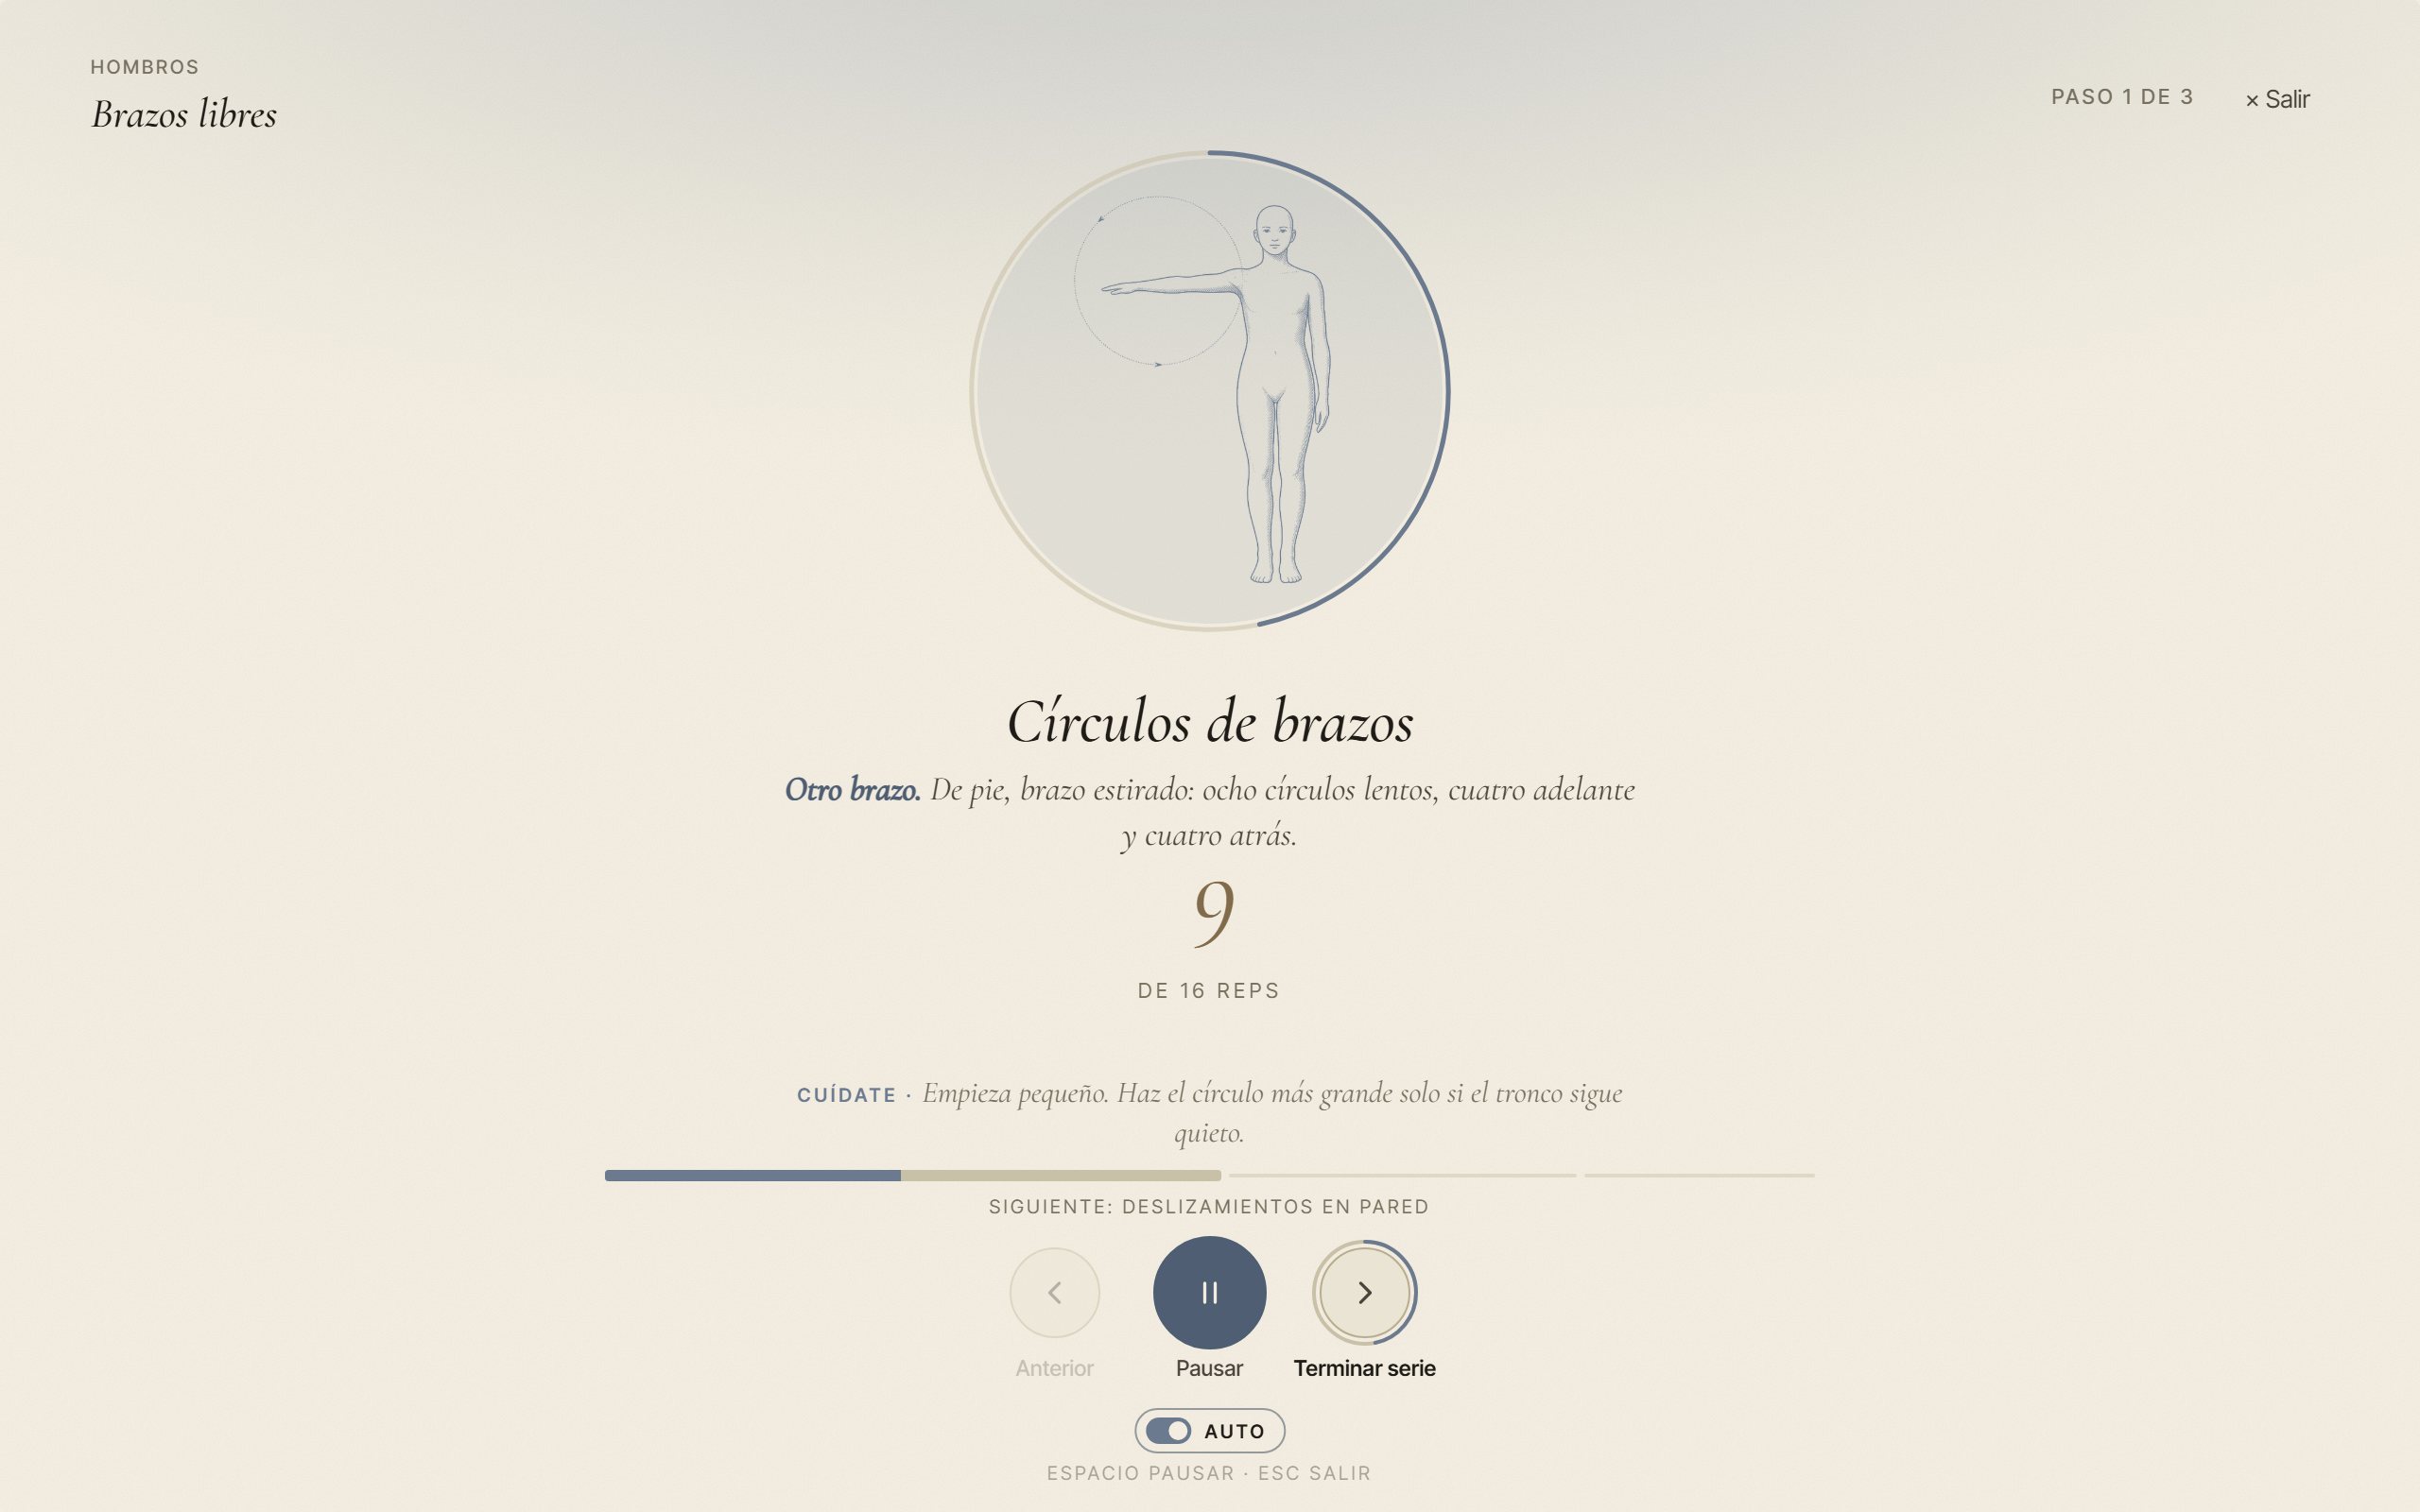 HOMBROS
Brazos libres
PASO 1 DE 3
× Salir
Círculos de brazos
Otro brazo. De pie, brazo estirado: ocho círculos lentos, cuatro adelante
y cuatro atrás.
9
DE 16 REPS
CUÍDATE · Empieza pequeño. Haz el círculo más grande solo si el tronco sigue
quieto.
SIGUIENTE: DESLIZAMIENTOS EN PARED
Anterior
Pausar
Terminar serie
AUTO
ESPACIO PAUSAR · ESC SALIR